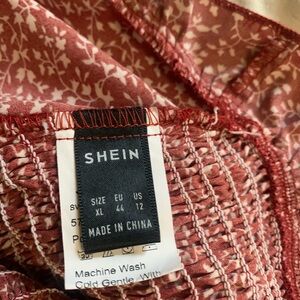 SHEIN
SIZE EU US
XL 44 12
MADE IN CHINA
Machine Wash
Cold Gentle With